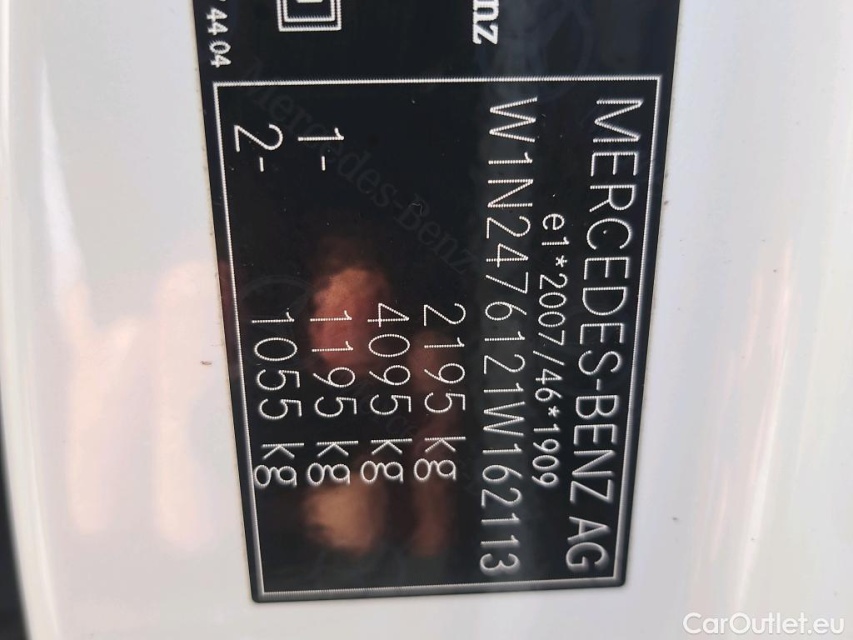 nz
44 04
MERCEDES-BENZ AG
e1*2007/46*1909
W1N2476121W162113
2195 kg
4095 kg
1- 1195 kg
2- 1055 kg
CarOutlet.eu